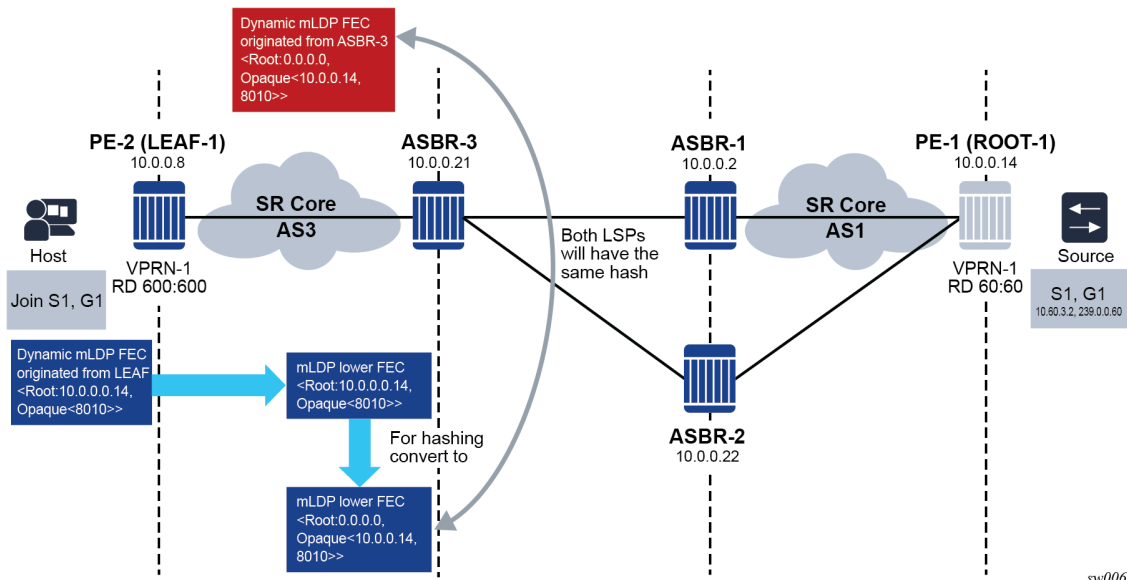 Dynamic mLDP FEC
originated from ASBR-3
<Root:0.0.0.0,
Opaque<10.0.0.14,
8010>>
PE-2 (LEAF-1)
10.0.0.8
ASBR-3
10.0.0.21
ASBR-1
10.0.0.2
PE-1 (ROOT-1)
10.0.0.14
SR Core
AS3
SR Core
AS1
Both LSPs
will have the
same hash
Host
Source
VPRN-1
RD 600:600
VPRN-1
RD 60:60
Join S1, G1
S1, G1
10.60.3.2, 239.0.0.60
Dynamic mLDP FEC
originated from LEAF
<Root:10.0.0.0.14,
Opaque<8010>>
mLDP lower FEC
<Root:10.0.0.0.14,
Opaque<8010>>
For hashing
convert to
ASBR-2
10.0.0.22
mLDP lower FEC
<Root:0.0.0.0,
Opaque<10.0.0.14,
8010>>